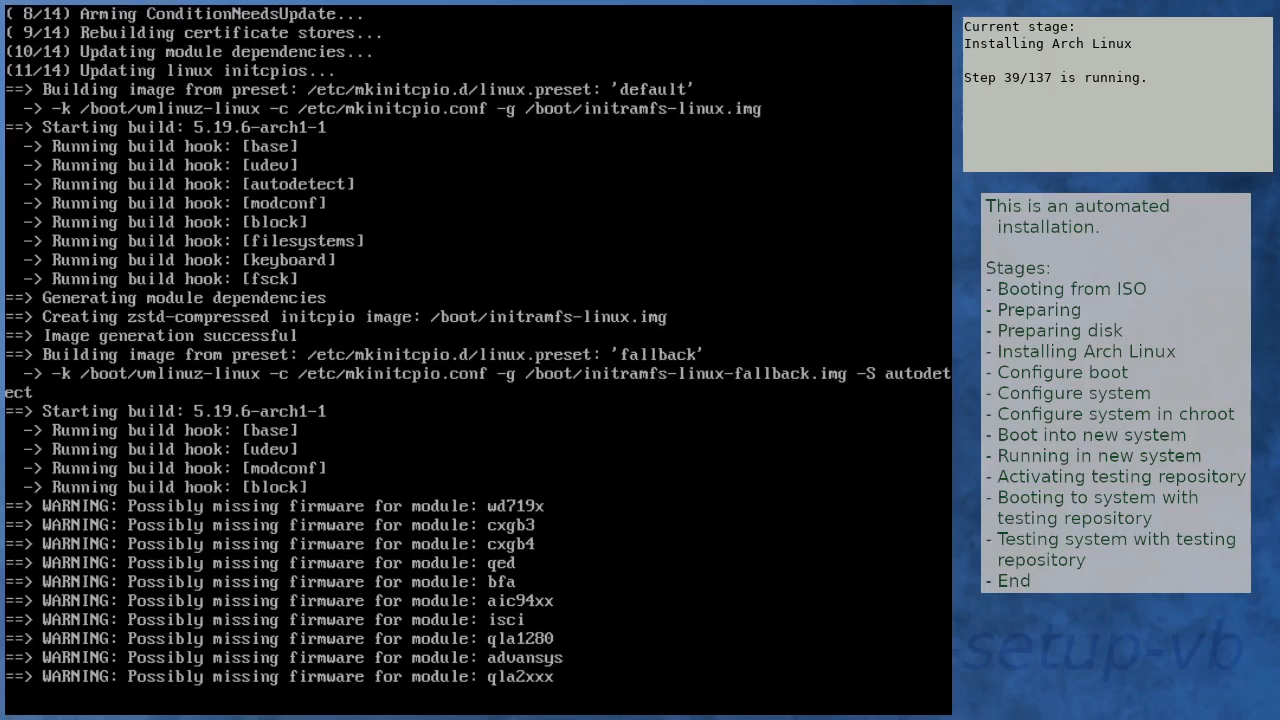 ( 8/14) Arming ConditionNeedsUpdate...
( 9/14) Rebuilding certificate stores...
(10/14) Updating module dependencies...
(11/14) Updating linux initcpios...
==> Building image from preset: /etc/mkinitcpio.d/linux.preset: 'default'
  -> -k /boot/vmlinuz-linux -c /etc/mkinitcpio.conf -g /boot/initramfs-linux.img
==> Starting build: 5.19.6-arch1-1
  -> Running build hook: [base]
  -> Running build hook: [udev]
  -> Running build hook: [autodetect]
  -> Running build hook: [modconf]
  -> Running build hook: [block]
  -> Running build hook: [filesystems]
  -> Running build hook: [keyboard]
  -> Running build hook: [fsck]
==> Generating module dependencies
==> Creating zstd-compressed initcpio image: /boot/initramfs-linux.img
==> Image generation successful
==> Building image from preset: /etc/mkinitcpio.d/linux.preset: 'fallback'
  -> -k /boot/vmlinuz-linux -c /etc/mkinitcpio.conf -g /boot/initramfs-linux-fallback.img -S autodet
ect
==> Starting build: 5.19.6-arch1-1
  -> Running build hook: [base]
  -> Running build hook: [udev]
  -> Running build hook: [modconf]
  -> Running build hook: [block]
==> WARNING: Possibly missing firmware for module: wd719x
==> WARNING: Possibly missing firmware for module: cxgb3
==> WARNING: Possibly missing firmware for module: cxgb4
==> WARNING: Possibly missing firmware for module: qed
==> WARNING: Possibly missing firmware for module: bfa
==> WARNING: Possibly missing firmware for module: aic94xx
==> WARNING: Possibly missing firmware for module: isci
==> WARNING: Possibly missing firmware for module: qla1280
==> WARNING: Possibly missing firmware for module: advansys
==> WARNING: Possibly missing firmware for module: qla2xxx
Current stage:
Installing Arch Linux
Step 39/137 is running.
This is an automated
installation.
Stages:
- Booting from ISO
- Preparing
- Preparing disk
- Installing Arch Linux
- Configure boot
- Configure system
- Configure system in chroot
- Boot into new system
- Running in new system
- Activating testing repository
- Booting to system with
testing repository
- Testing system with testing
repository
- End
setup-vb